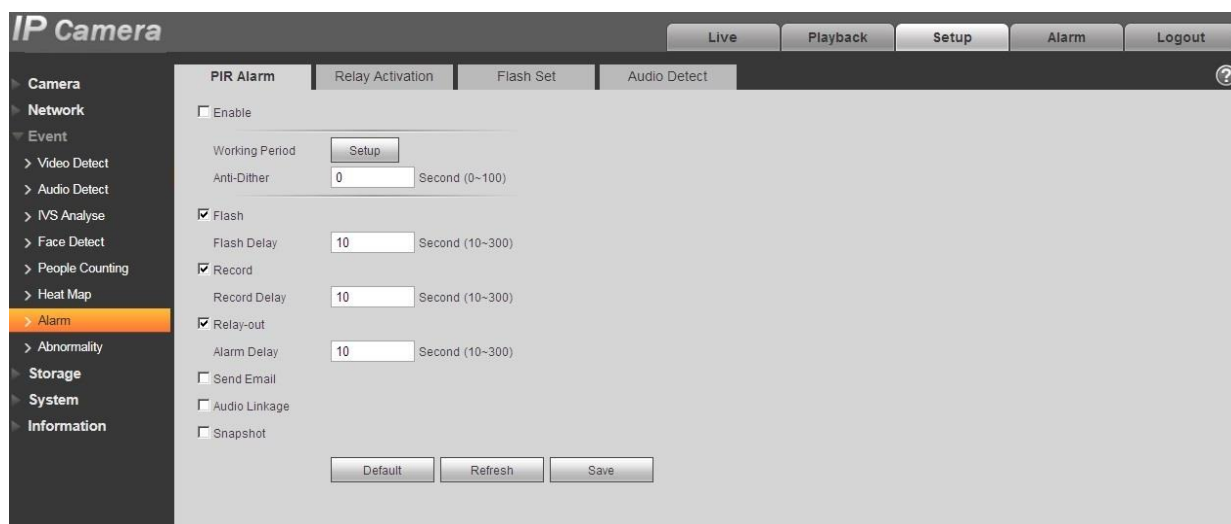 IP Camera
Live Playback Setup Alarm Logout
Camera
Network
Event
> Video Detect
> Audio Detect
> IVS Analyse
> Face Detect
> People Counting
> Heat Map
> Alarm
> Abnormality
Storage
System
Information
PIR Alarm Relay Activation Flash Set Audio Detect ?
Enable
Working Period Setup
Anti-Dither 0 Second (0~100)
Flash
Flash Delay 10 Second (10~300)
Record
Record Delay 10 Second (10~300)
Relay-out
Alarm Delay 10 Second (10~300)
Send Email
Audio Linkage
Snapshot
Default Refresh Save